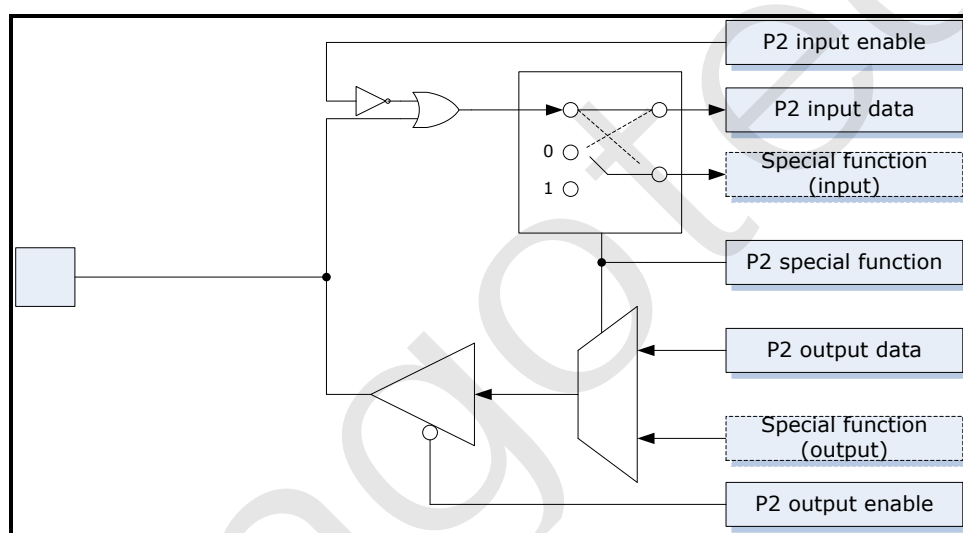 P2 input enable
P2 input data
0
Special function
(input)
1
P2 special function
P2 output data
Special function
(output)
P2 output enable